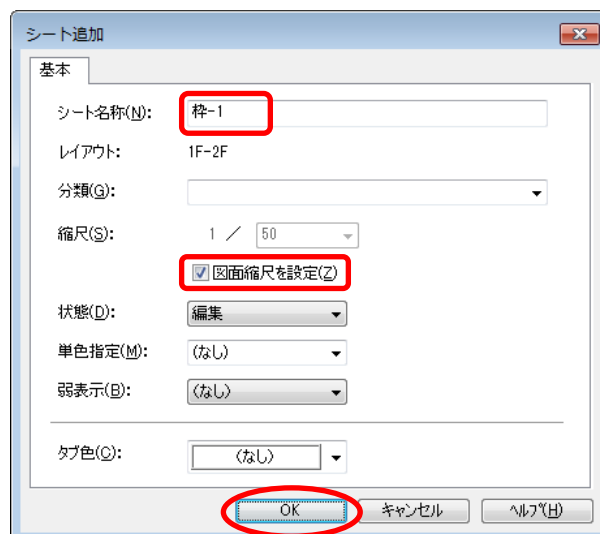 シート追加
基本
シート名称(N): 枠-1
レイアウト: 1F-2F
分類(G):
縮尺(S): 1 ／ 50
図面縮尺を設定(Z)
状態(D): 編集
単色指定(M): (なし)
弱表示(B): (なし)
タブ色(C): (なし)
OK キャンセル ヘルプ(H)